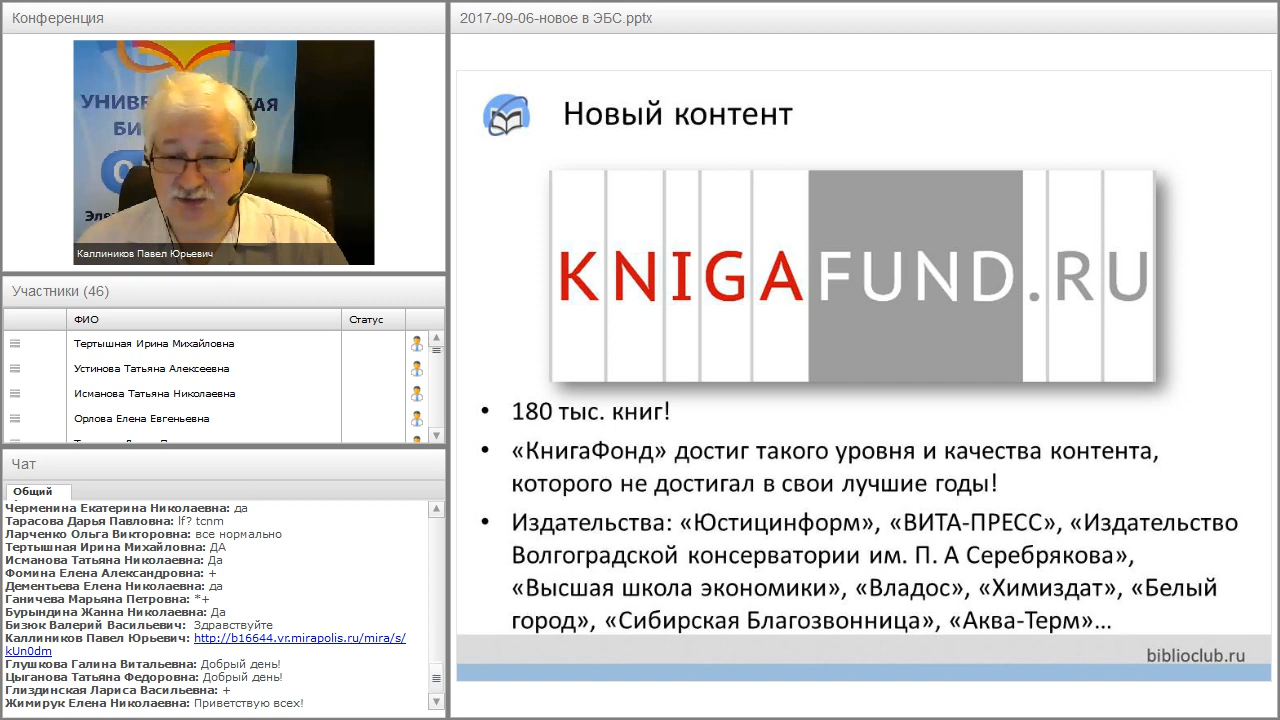 Конференция
УНИВЕ
КАЯ
БИ
Эле
Каллиников Павел Юрьевич
Участники (46)
ФИО Статус
Тертышная Ирина Михайловна
Устинова Татьяна Алексеевна
Исманова Татьяна Николаевна
Орлова Елена Евгеньевна
Чат
Общий
Черменина Екатерина Николаевна: да
Тарасова Дарья Павловна: lf? tcnm
Ларченко Ольга Викторовна: все нормально
Тертышная Ирина Михайловна: ДА
Исманова Татьяна Николаевна: Да
Фомина Елена Александровна: +
Дементьева Елена Николаевна: да
Ганичева Марьяна Петровна: *+
Бурындина Жанна Николаевна: Да
Бизюк Валерий Васильевич: Здравствуйте
Каллиников Павел Юрьевич: http://b16644.vr.mirapolis.ru/mira/s/
kUn0dm
Глушкова Галина Витальевна: Добрый день!
Цыганова Татьяна Федоровна: Добрый день!
Глиздинская Лариса Васильевна: +
Жимирук Елена Николаевна: Приветствую всех!
2017-09-06-новое в ЭБС.pptx
Новый контент
KNIGAFUND.RU
• 180 тыс. книг!
• «КнигаФонд» достиг такого уровня и качества контента,
которого не достигал в свои лучшие годы!
• Издательства: «Юстицинформ», «ВИТА-ПРЕСС», «Издательство
Волгоградской консерватории им. П. А Серебрякова»,
«Высшая школа экономики», «Владос», «Химиздат», «Белый
город», «Сибирская Благозвонница», «Аква-Терм»…
biblioclub.ru